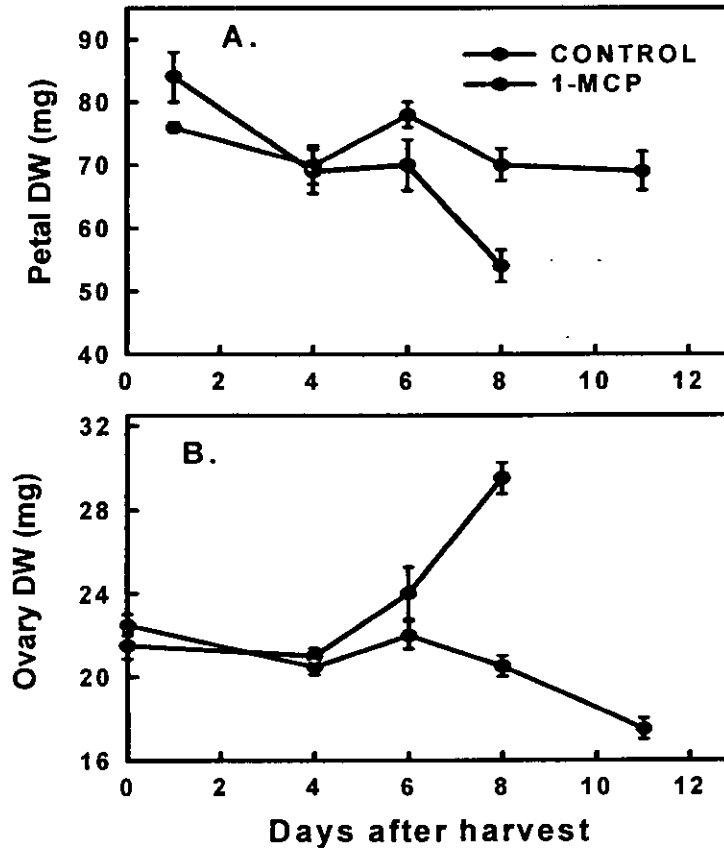 A.
CONTROL
1-MCP
Petal DW (mg)
90
80
70
60
50
40
0 2 4 6 8 10 12
B.
Ovary DW (mg)
32
28
24
20
16
0 2 4 6 8 10 12
Days after harvest